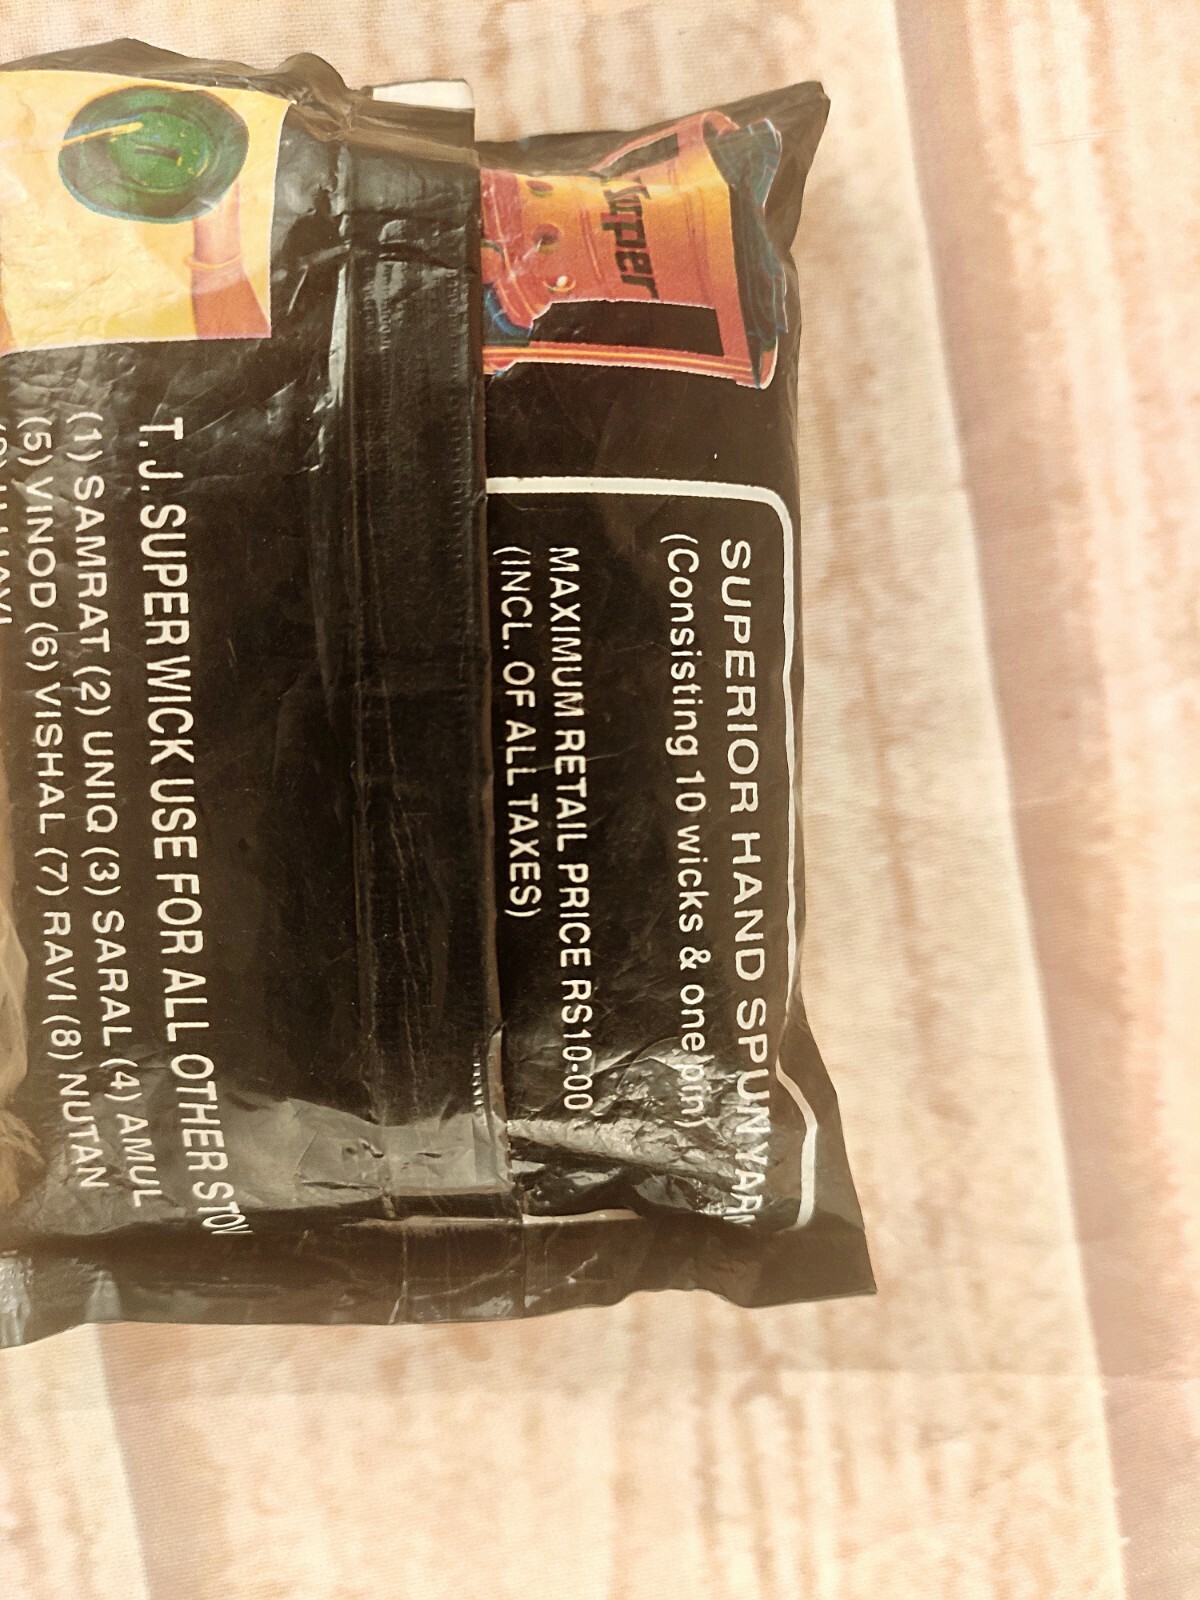 Super
SUPERIOR HAND SPUN YARN
(Consisting 10 wicks & one pin)
MAXIMUM RETAIL PRICE RS10.00
(INCL. OF ALL TAXES)
T. J. SUPER WICK USE FOR ALL OTHER STOV
(1) SAMRAT (2) UNIQ (3) SARAL (4) AMUL
(5) VINOD (6) VISHAL (7) RAVI (8) NUTAN